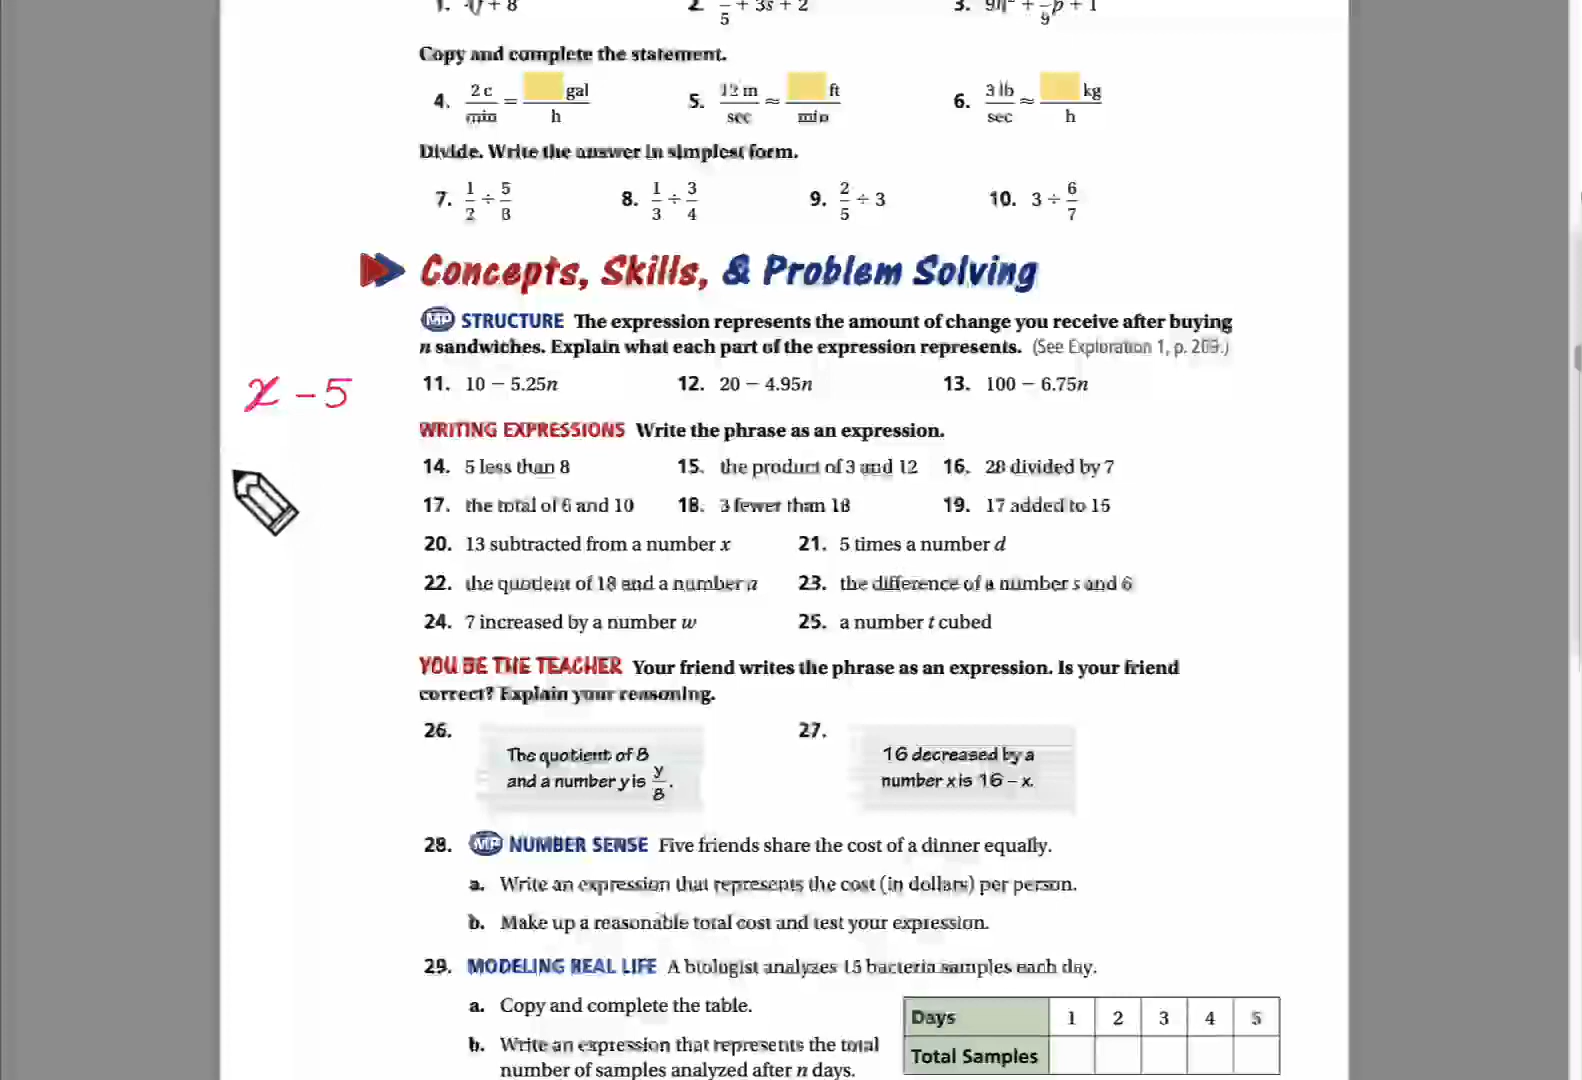 Copy and complete the statement.
4. 2 c / min = gal / h 5. 12 m / sec ≈ ft / min 6. 3 lb / sec ≈ kg / h
Divide. Write the answer in simplest form.
7. 1/2 ÷ 5/8 8. 1/3 ÷ 3/4 9. 2/5 ÷ 3 10. 3 ÷ 6/7
Concepts, Skills, & Problem Solving
MP STRUCTURE The expression represents the amount of change you receive after buying
n sandwiches. Explain what each part of the expression represents. (See Exploration 1, p. 209.)
x - 5
11. 10 − 5.25n 12. 20 − 4.95n 13. 100 − 6.75n
WRITING EXPRESSIONS Write the phrase as an expression.
14. 5 less than 8 15. the product of 3 and 12 16. 28 divided by 7
17. the total of 6 and 10 18. 3 fewer than 18 19. 17 added to 15
20. 13 subtracted from a number x 21. 5 times a number d
22. the quotient of 18 and a number a 23. the difference of a number s and 6
24. 7 increased by a number w 25. a number t cubed
YOU BE THE TEACHER Your friend writes the phrase as an expression. Is your friend
correct? Explain your reasoning.
26. 27.
The quotient of 8
and a number y is y/8.
16 decreased by a
number x is 16 − x.
28. MP NUMBER SENSE Five friends share the cost of a dinner equally.
a. Write an expression that represents the cost (in dollars) per person.
b. Make up a reasonable total cost and test your expression.
29. MODELING REAL LIFE A biologist analyzes 15 bacteria samples each day.
a. Copy and complete the table.
b. Write an expression that represents the total
number of samples analyzed after n days.
Days 1 2 3 4 5
Total Samples